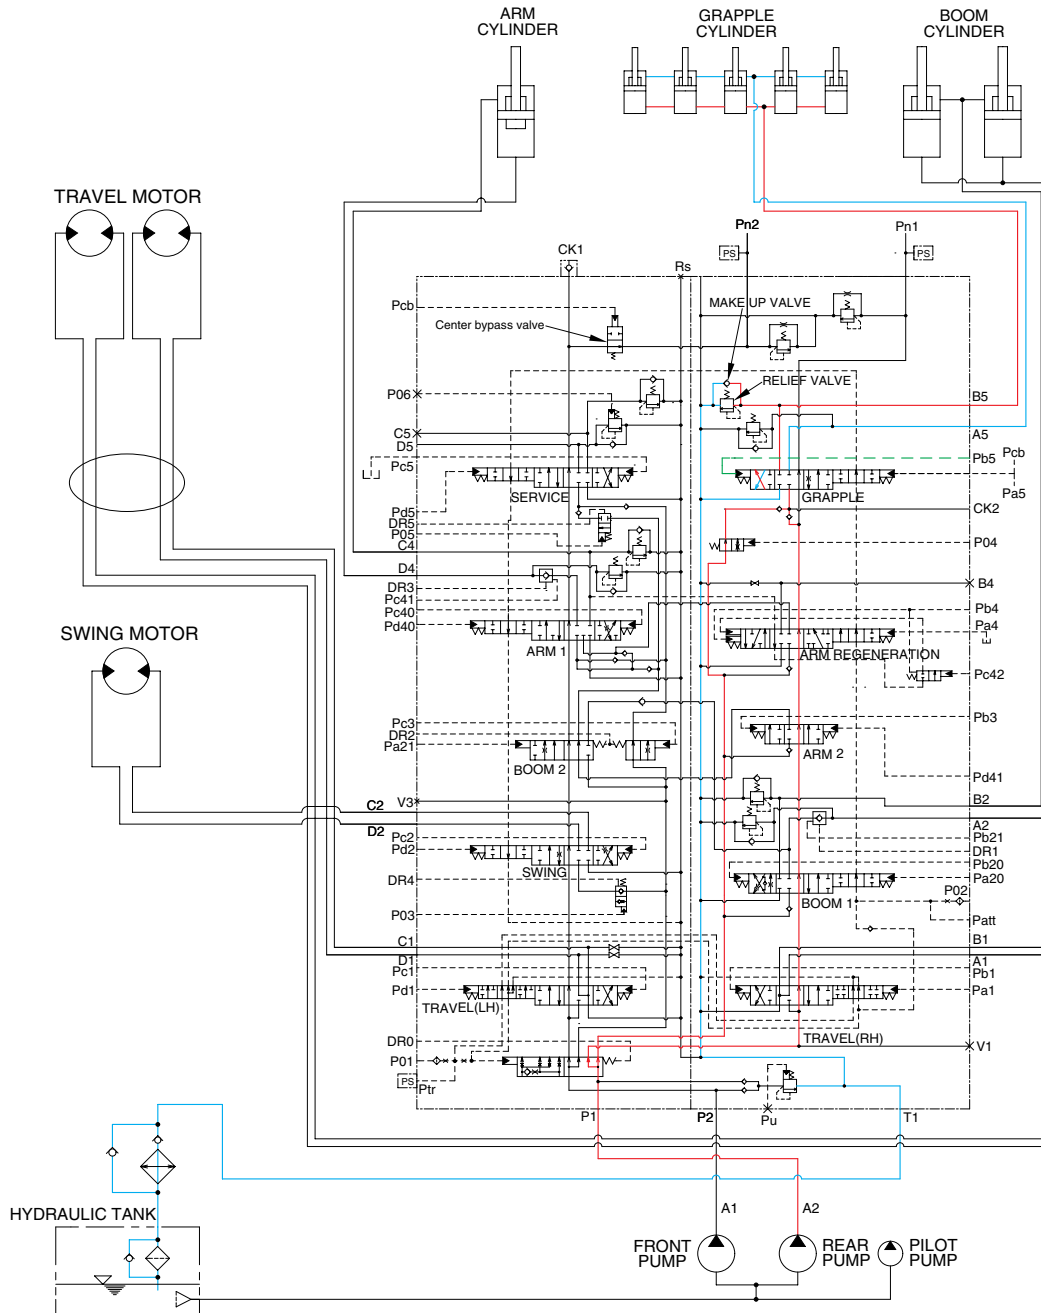 ARM
CYLINDER
GRAPPLE
CYLINDER
BOOM
CYLINDER
TRAVEL MOTOR
Pn2
Pn1
PS
PS
CK1
Rs
Pcb
MAKE UP VALVE
Center bypass valve
RELIEF VALVE
P06
B5
C5
D5
A5
Pc5
Pb5
Pcb
SERVICE
GRAPPLE
Pa5
Pd5
DR5
P05
C4
CK2
P04
D4
DR3
Pc41
Pc40
Pd40
B4
Pb4
Pa4
SWING MOTOR
ARM 1
ARM REGENERATION
Pc42
Pc3
DR2
Pa21
Pb3
BOOM 2
ARM 2
Pd41
V3
C2
D2
B2
A2
Pc2
Pd2
Pb21
DR1
Pb20
Pa20
SWING
DR4
P03
BOOM 1
P02
Patt
C1
D1
Pc1
Pd1
B1
A1
Pb1
Pa1
TRAVEL(LH)
TRAVEL(RH)
DR0
P01
PS
Ptr
V1
P1
P2
Pu
T1
A1
A2
HYDRAULIC TANK
FRONT
PUMP
REAR
PUMP
PILOT
PUMP